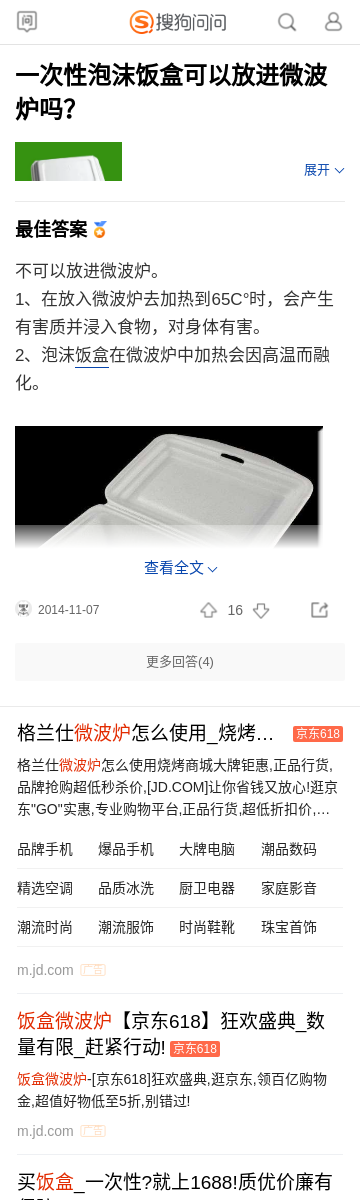 问
搜狗问问
一次性泡沫饭盒可以放进微波
炉吗?
展开
最佳答案
不可以放进微波炉。
1、在放入微波炉去加热到65C°时，会产生
有害质并浸入食物，对身体有害。
2、泡沫饭盒在微波炉中加热会因高温而融
化。
查看全文
2014-11-07
16
更多回答(4)
格兰仕微波炉怎么使用_烧烤… 京东618
格兰仕微波炉怎么使用烧烤商城大牌钜惠,正品行货,
品牌抢购超低秒杀价,[JD.COM]让你省钱又放心!逛京
东"GO"实惠,专业购物平台,正品行货,超低折扣价,…
品牌手机 爆品手机 大牌电脑 潮品数码
精选空调 品质冰洗 厨卫电器 家庭影音
潮流时尚 潮流服饰 时尚鞋靴 珠宝首饰
m.jd.com 广告
饭盒微波炉【京东618】狂欢盛典_数
量有限_赶紧行动! 京东618
饭盒微波炉-[京东618]狂欢盛典,逛京东,领百亿购物
金,超值好物低至5折,别错过!
m.jd.com 广告
买饭盒_一次性?就上1688!质优价廉有